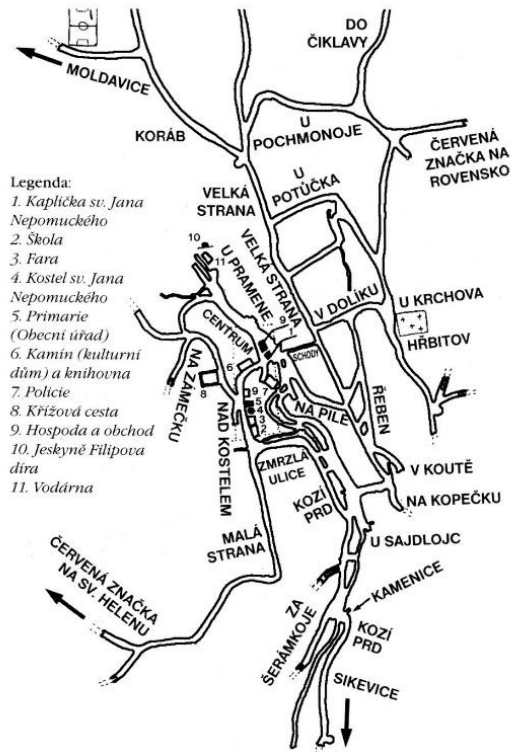 DO
ČIKLAVY
MOLDAVICE
KORÁB
U
POCHMONOJE
ČERVENÁ
ZNAČKA NA
ROVENSKO
U
POTŮČKA
VELKÁ
STRANA
Legenda:
1. Kaplička sv. Jana
Nepomuckého
2. Škola
3. Fara
4. Kostel sv. Jana
Nepomuckého
5. Primarie
(Obecní úřad)
6. Kamín (kulturní
dům) a knihovna
7. Policie
8. Křížová cesta
9. Hospoda a obchod
10. Jeskyně Filipova
díra
11. Vodárna
10
11
U PRAMENE
VELKÁ STRANA
V DOLÍKU
U KRCHOVA
HŘBITOV
CENTRUM
9
1
SCHODY
6
7
8
9
5
4
3
2
NA ZÁMEČKU
NAD KOSTELEM
NA PILE
ŘEBEN
ZMRZLÁ
ULICE
KOZÍ
PRD
V KOUTĚ
NA KOPEČKU
MALÁ
STRANA
U SAJDLOJC
ČERVENÁ ZNAČKA
NA SV. HELENU
KAMENICE
ZA
ŠERÁMKOJE
KOZÍ
PRD
SIKEVICE